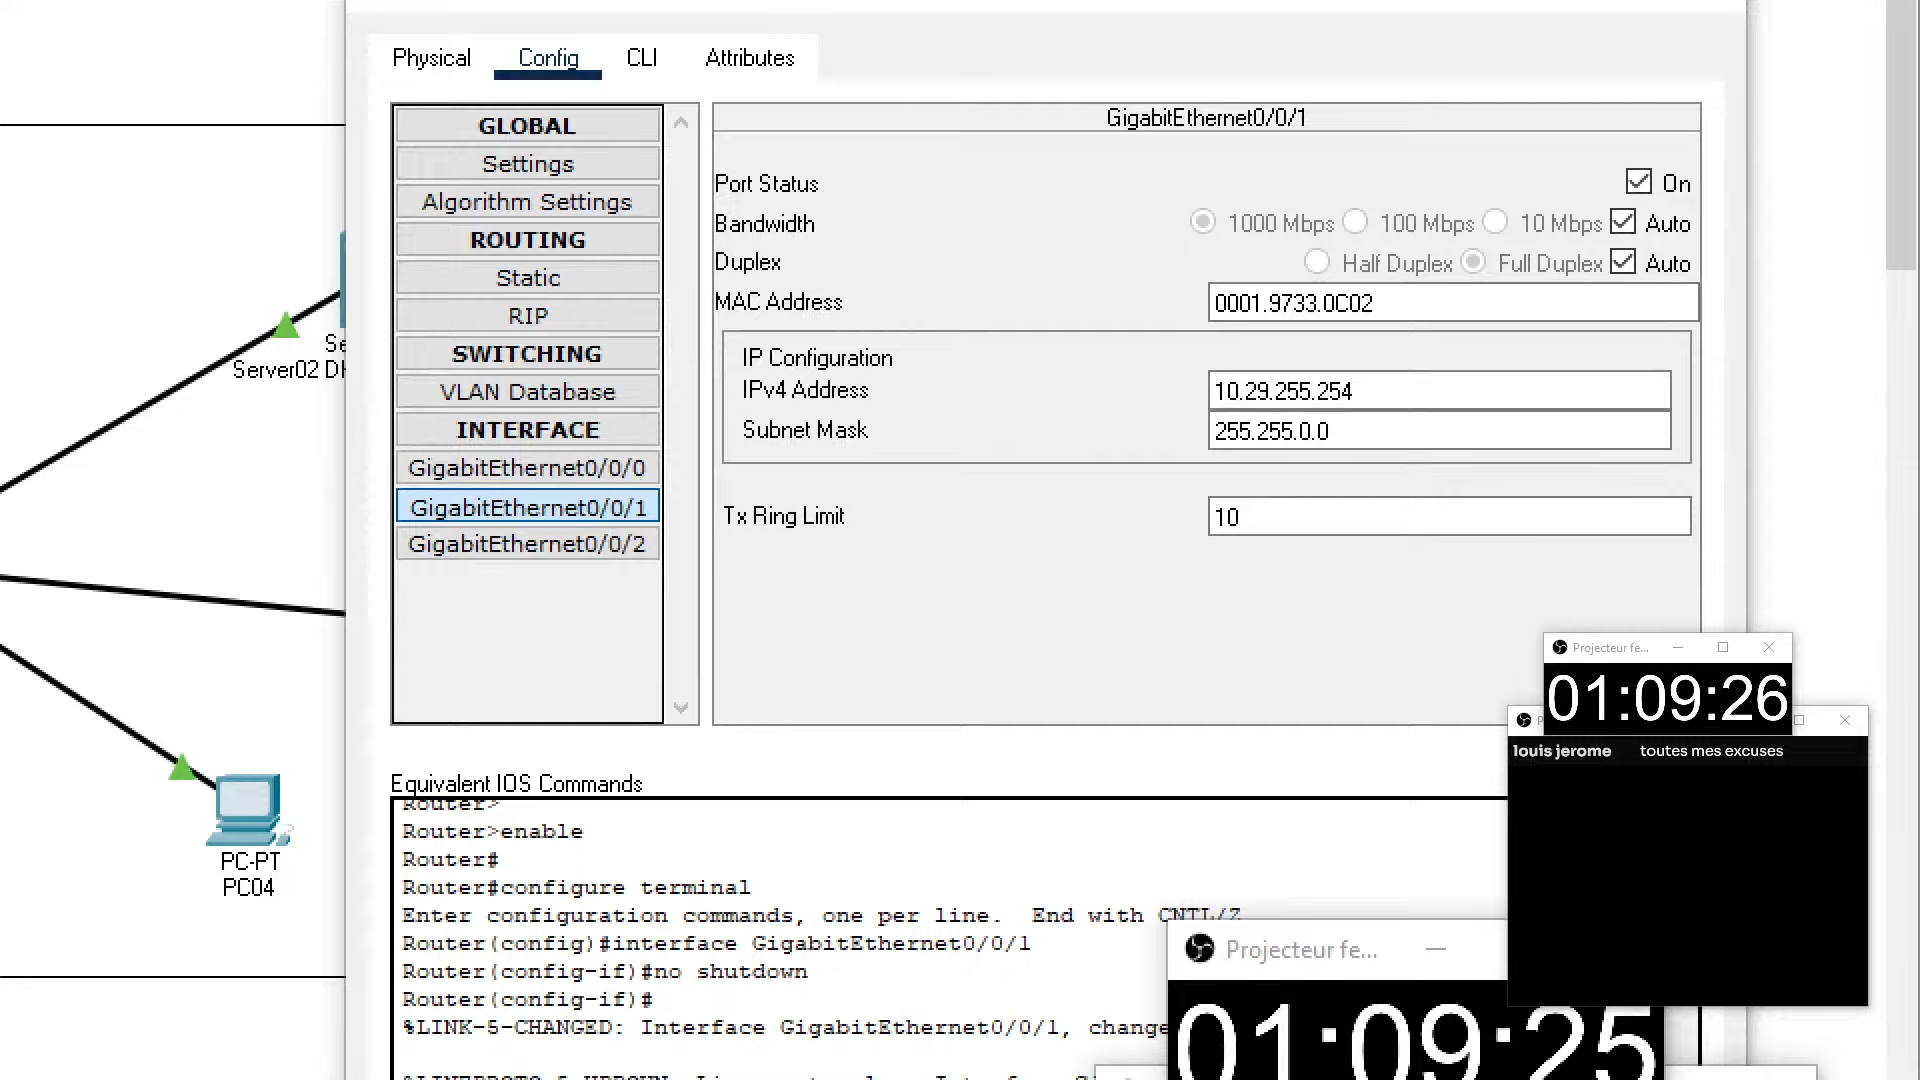 Physical
Config
CLI
Attributes
GLOBAL
Settings
Algorithm Settings
ROUTING
Static
RIP
SWITCHING
VLAN Database
INTERFACE
GigabitEthernet0/0/0
GigabitEthernet0/0/1
GigabitEthernet0/0/2
GigabitEthernet0/0/1
Port Status
On
Bandwidth
1000 Mbps
100 Mbps
10 Mbps
Auto
Duplex
Half Duplex
Full Duplex
Auto
MAC Address
0001.9733.0C02
IP Configuration
IPv4 Address
10.29.255.254
Subnet Mask
255.255.0.0
Tx Ring Limit
10
Server02
PC-PT
PC04
Equivalent IOS Commands
Router>
Router>enable
Router#
Router#configure terminal
Enter configuration commands, one per line.  End with CNTL/Z
Router(config)#interface GigabitEthernet0/0/1
Router(config-if)#no shutdown
Router(config-if)#
%LINK-5-CHANGED: Interface GigabitEthernet0/0/1, change
Projecteur fe...
01:09:26
louis jerome toutes mes excuses
Projecteur fe...
01:09:25